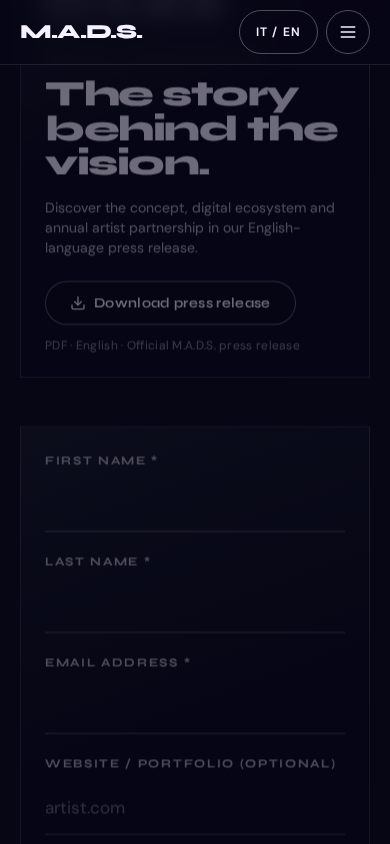 M.A.D.S.
IT / EN
The story
behind the
vision.
Discover the concept, digital ecosystem and
annual artist partnership in our English-
language press release.
Download press release
PDF · English · Official M.A.D.S. press release
FIRST NAME *
LAST NAME *
EMAIL ADDRESS *
WEBSITE / PORTFOLIO (OPTIONAL)
artist.com